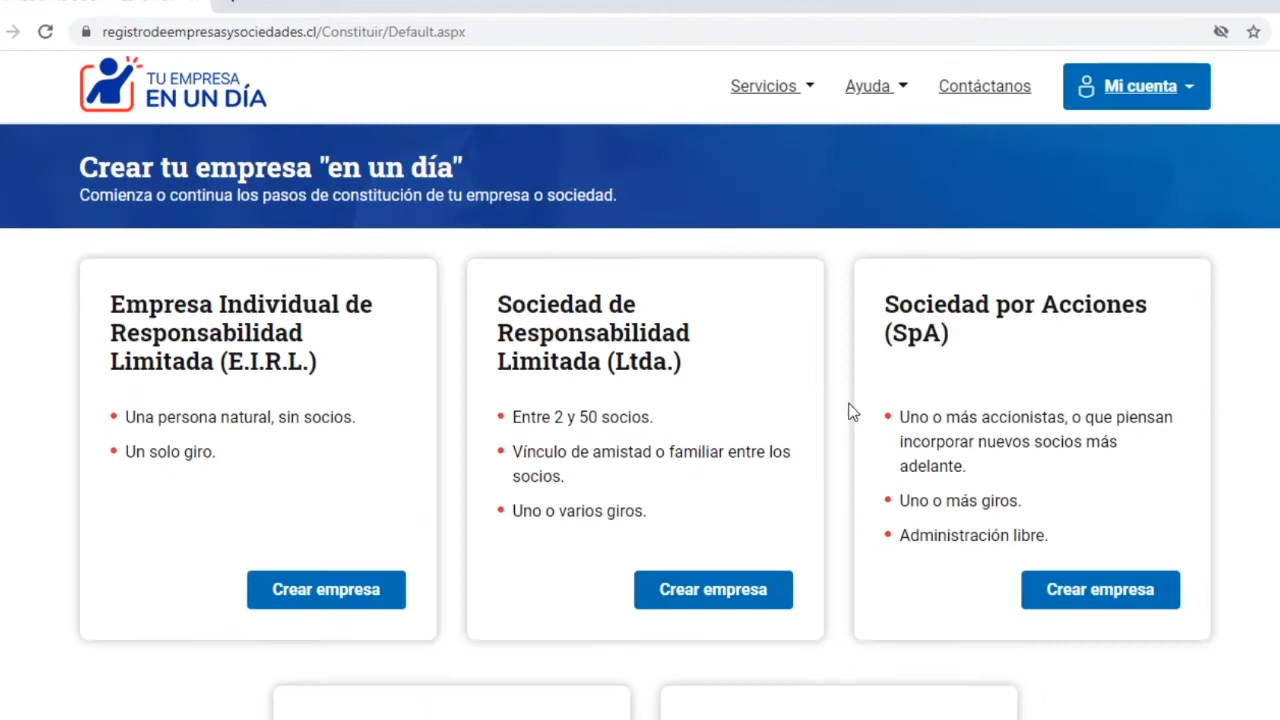 registrodeempresasysociedades.cl/Constituir/Default.aspx
TU EMPRESA
EN UN DÍA
Servicios
Ayuda
Contáctanos
Mi cuenta
Crear tu empresa "en un día"
Comienza o continua los pasos de constitución de tu empresa o sociedad.
Empresa Individual de
Responsabilidad
Limitada (E.I.R.L.)
Una persona natural, sin socios.
Un solo giro.
Crear empresa
Sociedad de
Responsabilidad
Limitada (Ltda.)
Entre 2 y 50 socios.
Vínculo de amistad o familiar entre los
socios.
Uno o varios giros.
Crear empresa
Sociedad por Acciones
(SpA)
Uno o más accionistas, o que piensan
incorporar nuevos socios más
adelante.
Uno o más giros.
Administración libre.
Crear empresa